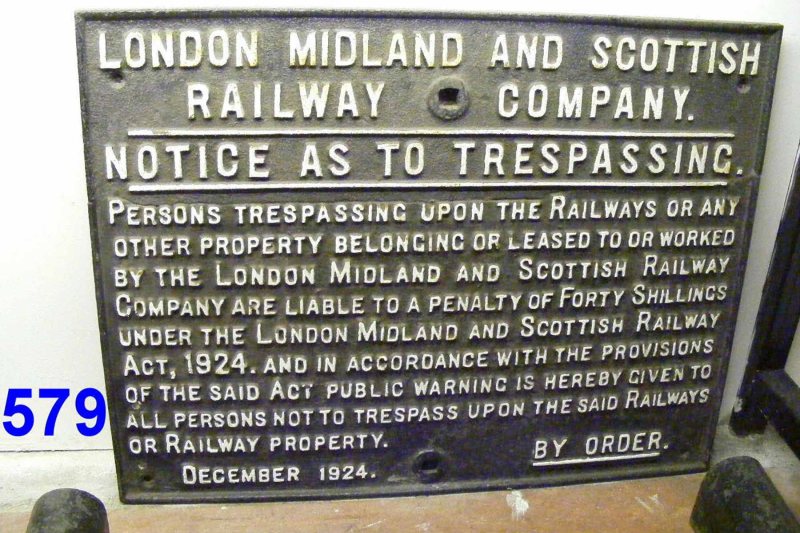 LONDON MIDLAND AND SCOTTISH
RAILWAY COMPANY.
NOTICE AS TO TRESPASSING.
PERSONS TRESPASSING UPON THE RAILWAYS OR ANY
OTHER PROPERTY BELONGING OR LEASED TO OR WORKED
BY THE LONDON MIDLAND AND SCOTTISH RAILWAY
COMPANY ARE LIABLE TO A PENALTY OF FORTY SHILLINGS
UNDER THE LONDON MIDLAND AND SCOTTISH RAILWAY
ACT, 1924. AND IN ACCORDANCE WITH THE PROVISIONS
OF THE SAID ACT PUBLIC WARNING IS HEREBY GIVEN TO
ALL PERSONS NOT TO TRESPASS UPON THE SAID RAILWAYS
OR RAILWAY PROPERTY.
BY ORDER.
DECEMBER 1924.
579